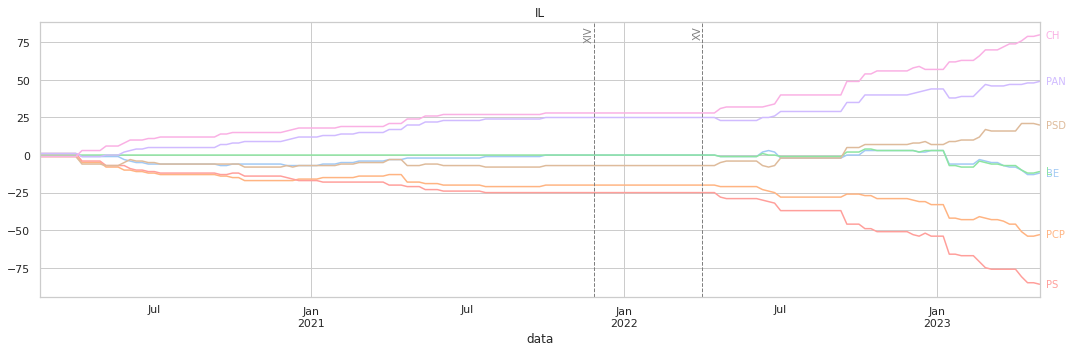 IL
XIV
XV
75
50
25
0
−25
−50
−75
CH
PAN
PSD
BE
PCP
PS
Jul
Jan
2021
Jul
Jan
2022
Jul
Jan
2023
data